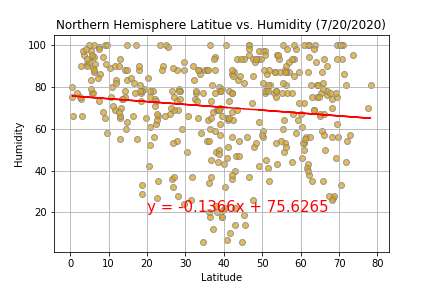 Northern Hemisphere Latitue vs. Humidity (7/20/2020)
100
80
60
40
20
Humidity
y = -0.1366x + 75.6265
0 10 20 30 40 50 60 70 80
Latitude